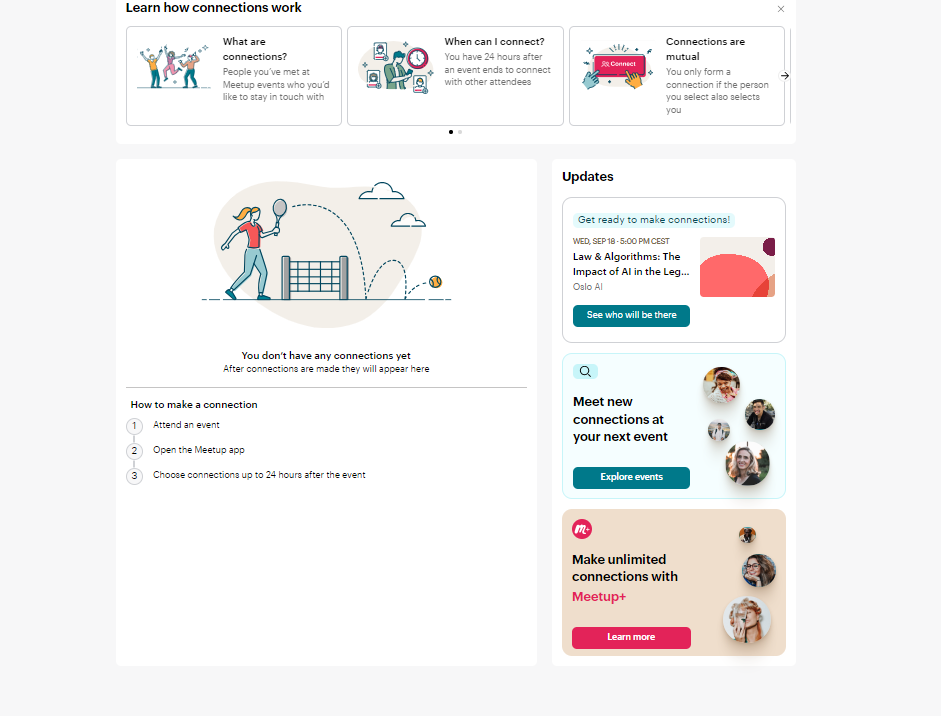 Learn how connections work
What are
connections?
People you've met at
Meetup events who you'd
like to stay in touch with
When can I connect?
You have 24 hours after
an event ends to connect
with other attendees
Connect
Connections are
mutual
You only form a
connection if the person
you select also selects
you
You don't have any connections yet
After connections are made they will appear here
How to make a connection
1 Attend an event
2 Open the Meetup app
3 Choose connections up to 24 hours after the event
Updates
Get ready to make connections!
WED, SEP 18 · 5:00 PM CEST
Law & Algorithms: The
Impact of AI in the Leg...
Oslo AI
See who will be there
Meet new
connections at
your next event
Explore events
m+
Make unlimited
connections with
Meetup+
Learn more